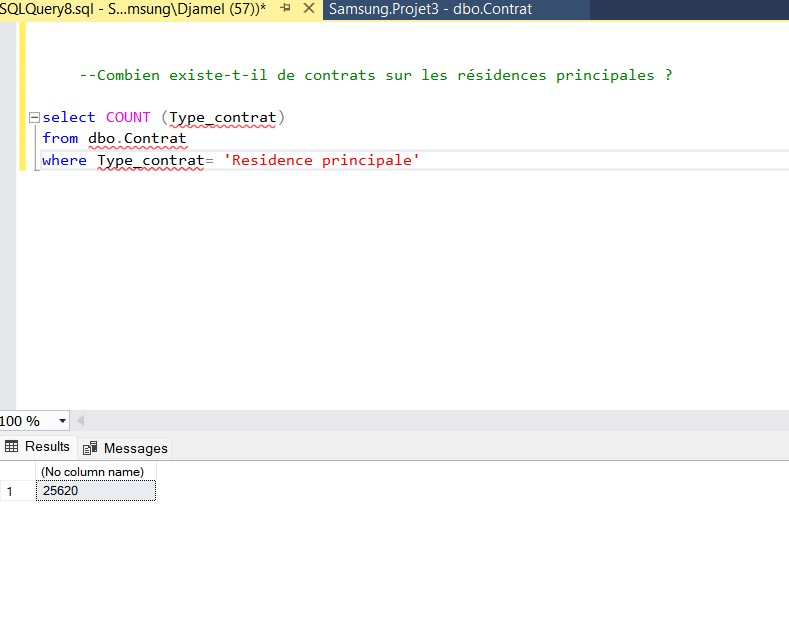 SQLQuery8.sql - S...msung\Djamel (57))* Samsung.Projet3 - dbo.Contrat
--Combien existe-t-il de contrats sur les résidences principales ?
select COUNT (Type_contrat)
from dbo.Contrat
where Type_contrat= 'Residence principale'
100 %
Results Messages
(No column name)
1 25620